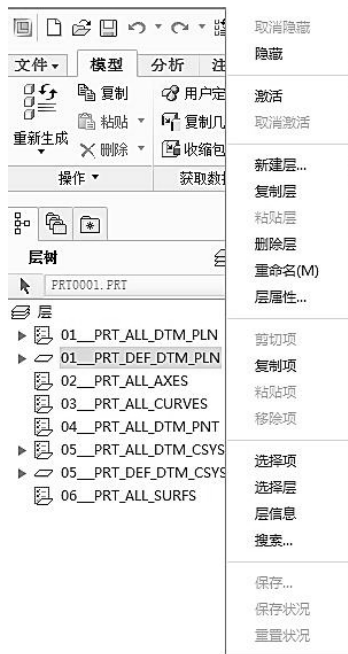 文件 模型 分析 注
重新生成
复制
粘贴
删除
用户定
复制几
收缩包
操作 获取数据
层树
PRT0001.PRT
层
01__PRT_ALL_DTM_PLN
01__PRT_DEF_DTM_PLN
02__PRT_ALL_AXES
03__PRT_ALL_CURVES
04__PRT_ALL_DTM_PNT
05__PRT_ALL_DTM_CSYS
05__PRT_DEF_DTM_CSYS
06__PRT_ALL_SURFS
取消隐藏
隐藏
激活
取消激活
新建层...
复制层
粘贴层
删除层
重命名(M)
层属性...
剪切项
复制项
粘贴项
移除项
选择项
选择层
层信息
搜索...
保存...
保存状况
重置状况